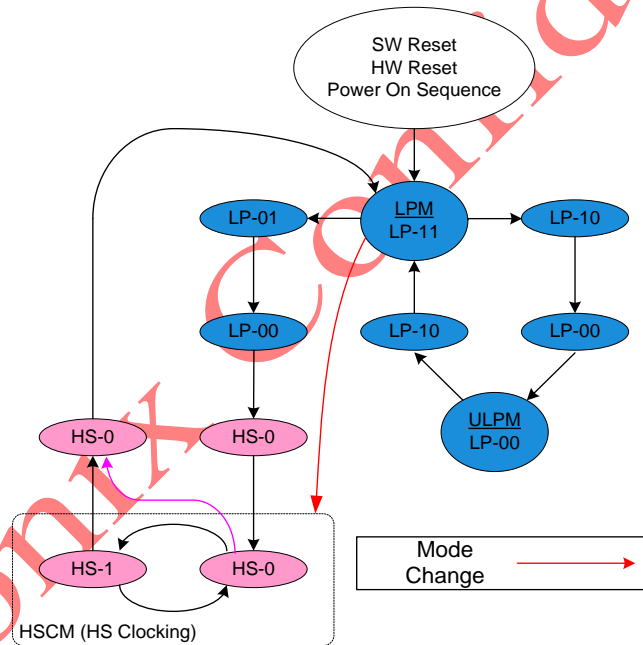 SW Reset
HW Reset
Power On Sequence
LPM
LP-11
LP-01
LP-10
LP-00
LP-10
LP-00
ULPM
LP-00
HS-0
HS-0
HS-1
HS-0
HSCM (HS Clocking)
Mode
Change